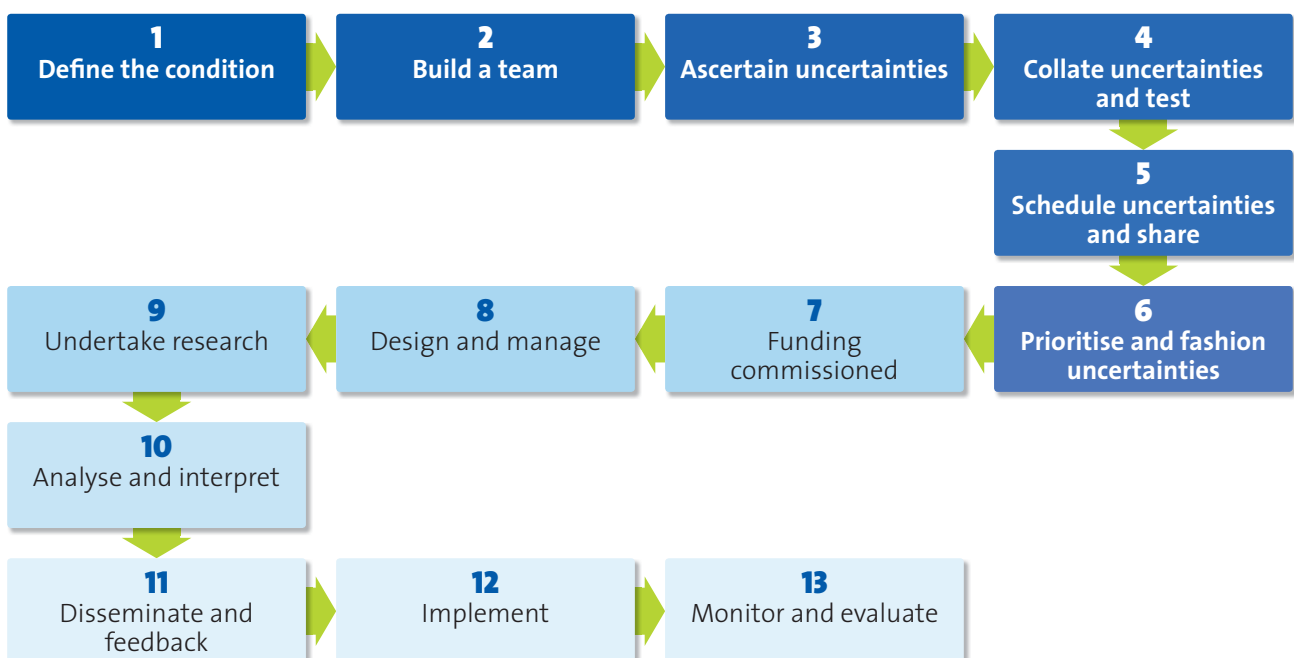 1
Define the condition
2
Build a team
3
Ascertain uncertainties
4
Collate uncertainties
and test
5
Schedule uncertainties
and share
6
Prioritise and fashion
uncertainties
7
Funding
commissioned
8
Design and manage
9
Undertake research
10
Analyse and interpret
11
Disseminate and
feedback
12
Implement
13
Monitor and evaluate